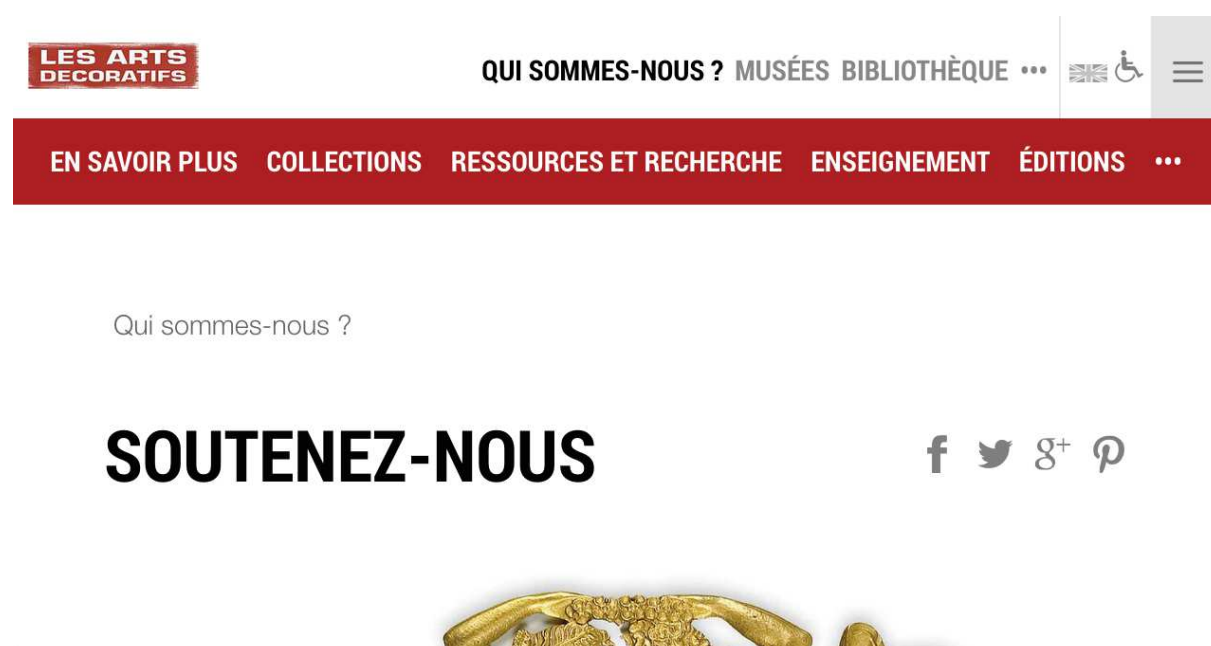 LES ARTS
DECORATIFS
QUI SOMMES-NOUS ? MUSÉES BIBLIOTHÈQUE •••
EN SAVOIR PLUS COLLECTIONS RESSOURCES ET RECHERCHE ENSEIGNEMENT ÉDITIONS •••
Qui sommes-nous ?
SOUTENEZ-NOUS